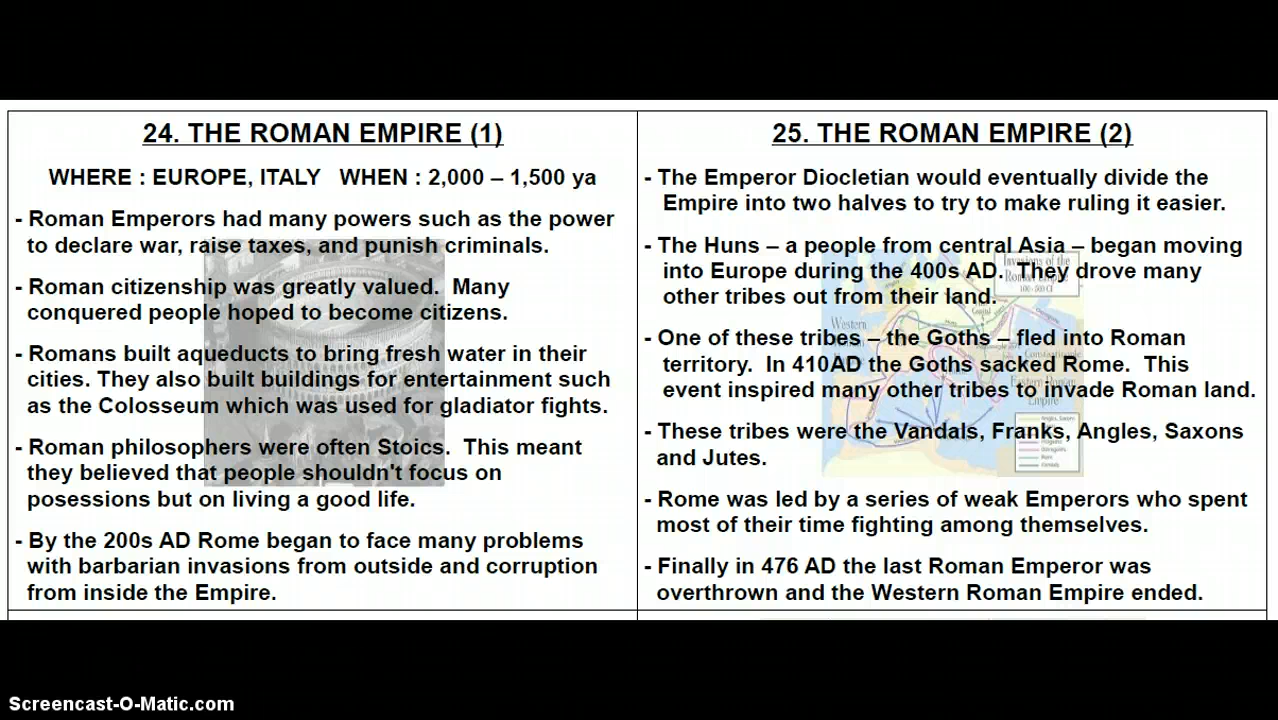 24. THE ROMAN EMPIRE (1)
WHERE : EUROPE, ITALY WHEN : 2,000 – 1,500 ya
- Roman Emperors had many powers such as the power
to declare war, raise taxes, and punish criminals.
- Roman citizenship was greatly valued. Many
conquered people hoped to become citizens.
- Romans built aqueducts to bring fresh water in their
cities. They also built buildings for entertainment such
as the Colosseum which was used for gladiator fights.
- Roman philosophers were often Stoics. This meant
they believed that people shouldn't focus on
posessions but on living a good life.
- By the 200s AD Rome began to face many problems
with barbarian invasions from outside and corruption
from inside the Empire.
25. THE ROMAN EMPIRE (2)
- The Emperor Diocletian would eventually divide the
Empire into two halves to try to make ruling it easier.
- The Huns – a people from central Asia – began moving
into Europe during the 400s AD. They drove many
other tribes out from their land.
- One of these tribes – the Goths – fled into Roman
territory. In 410AD the Goths sacked Rome. This
event inspired many other tribes to invade Roman land.
- These tribes were the Vandals, Franks, Angles, Saxons
and Jutes.
- Rome was led by a series of weak Emperors who spent
most of their time fighting among themselves.
- Finally in 476 AD the last Roman Emperor was
overthrown and the Western Roman Empire ended.
Invasions of the
Roman Empire
Western
Eastern Roman
Empire
Screencast-O-Matic.com